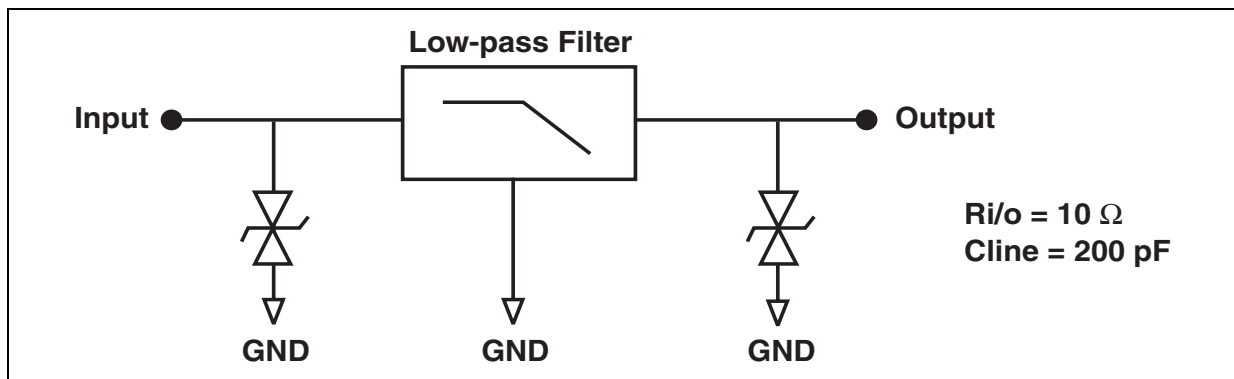 Low-pass Filter
Input
Output
Ri/o = 10 Ω
Cline = 200 pF
GND
GND
GND